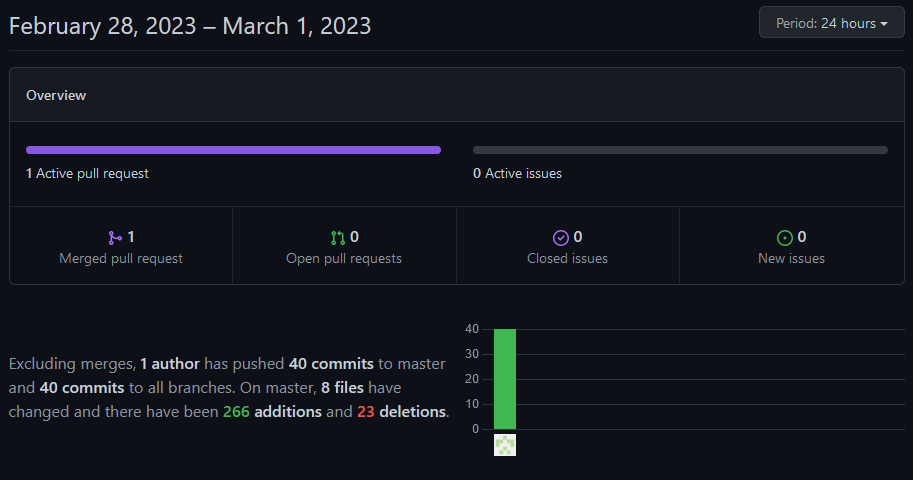 February 28, 2023 – March 1, 2023
Period: 24 hours
Overview
1 Active pull request
0 Active issues
1
Merged pull request
0
Open pull requests
0
Closed issues
0
New issues
Excluding merges, 1 author has pushed 40 commits to master
and 40 commits to all branches. On master, 8 files have
changed and there have been 266 additions and 23 deletions.
40
30
20
10
0